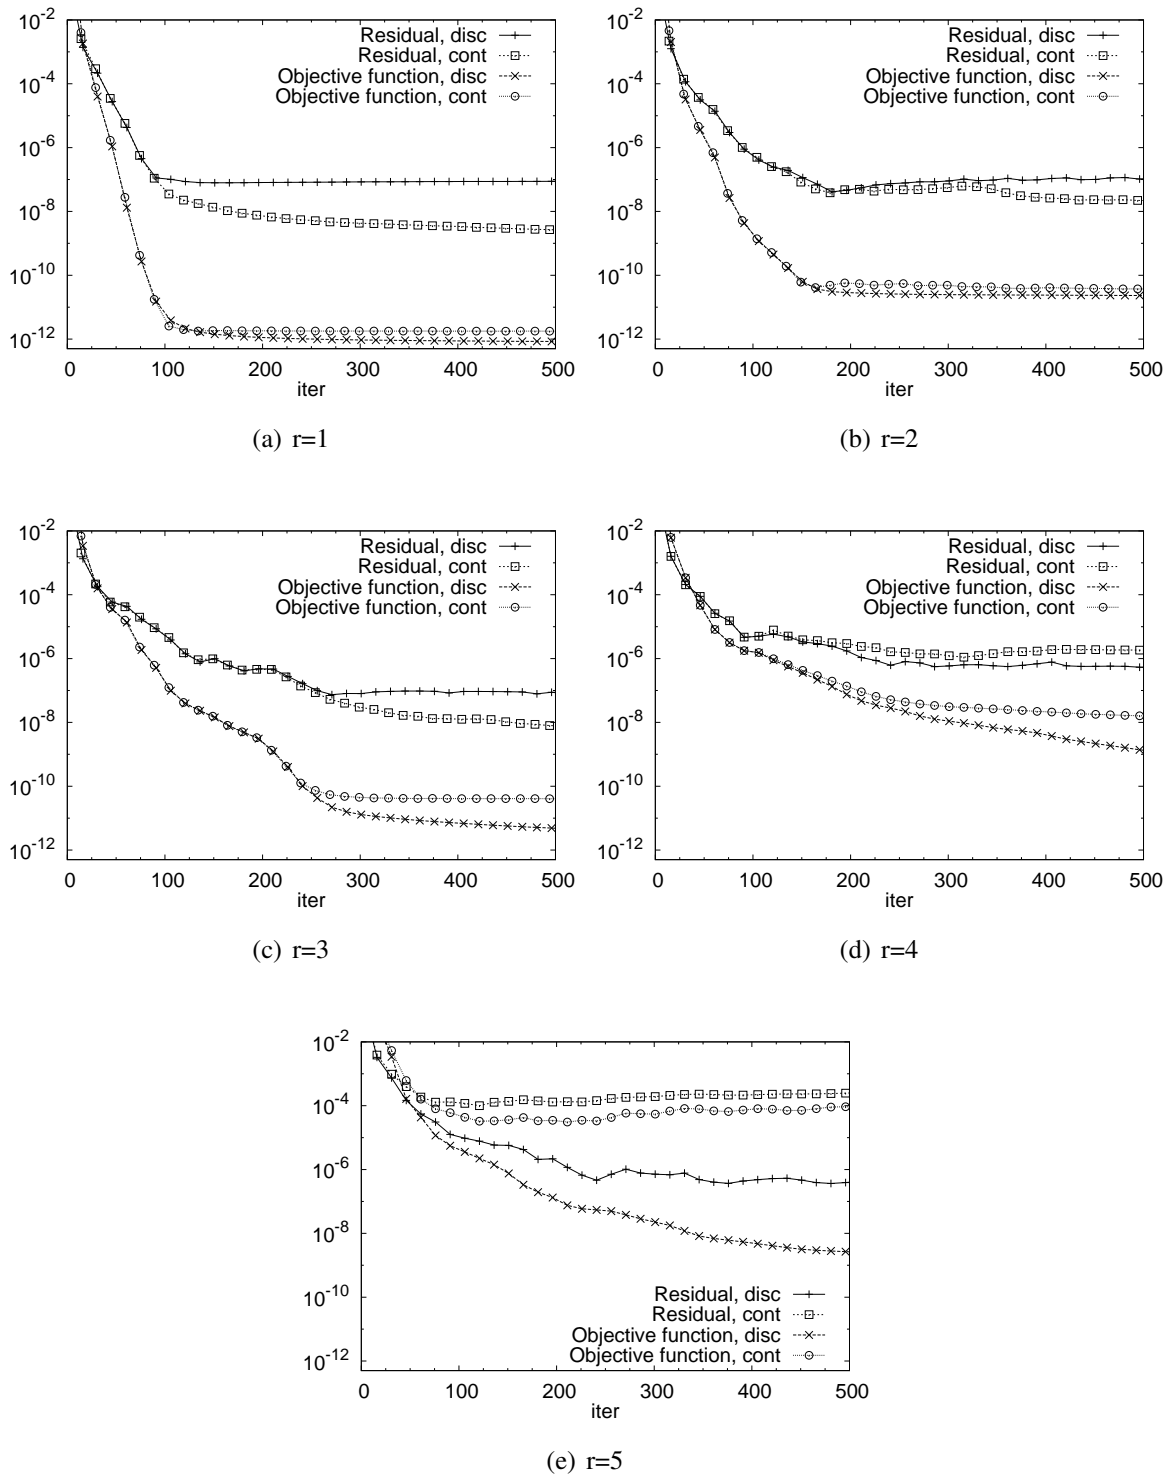 10-2
10-4
10-6
10-8
10-10
10-12
0 100 200 300 400 500
iter
Residual, disc
Residual, cont
Objective function, disc
Objective function, cont
(a) r=1
10-2
10-4
10-6
10-8
10-10
10-12
0 100 200 300 400 500
iter
Residual, disc
Residual, cont
Objective function, disc
Objective function, cont
(b) r=2
10-2
10-4
10-6
10-8
10-10
10-12
0 100 200 300 400 500
iter
Residual, disc
Residual, cont
Objective function, disc
Objective function, cont
(c) r=3
10-2
10-4
10-6
10-8
10-10
10-12
0 100 200 300 400 500
iter
Residual, disc
Residual, cont
Objective function, disc
Objective function, cont
(d) r=4
10-2
10-4
10-6
10-8
10-10
10-12
0 100 200 300 400 500
iter
Residual, disc
Residual, cont
Objective function, disc
Objective function, cont
(e) r=5